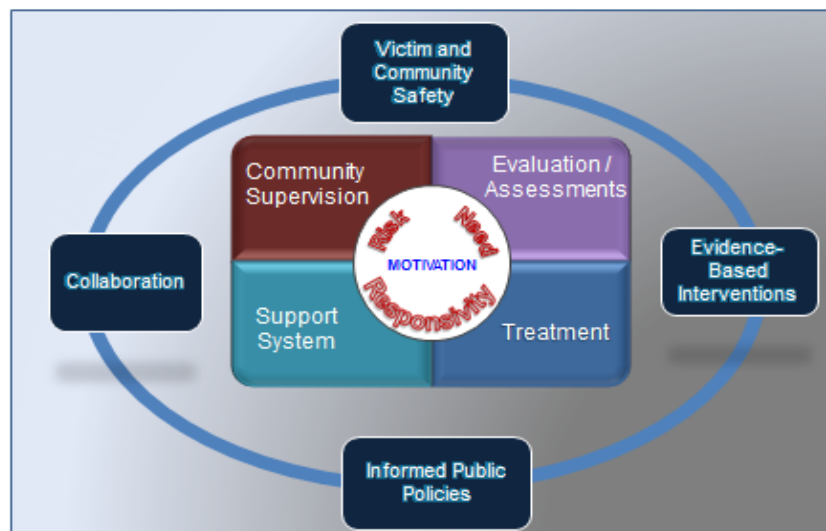 Victim and
Community
Safety
Community
Supervision
Evaluation /
Assessments
Risk
Need
MOTIVATION
Responsivity
Collaboration
Evidence-
Based
Interventions
Support
System
Treatment
Informed Public
Policies